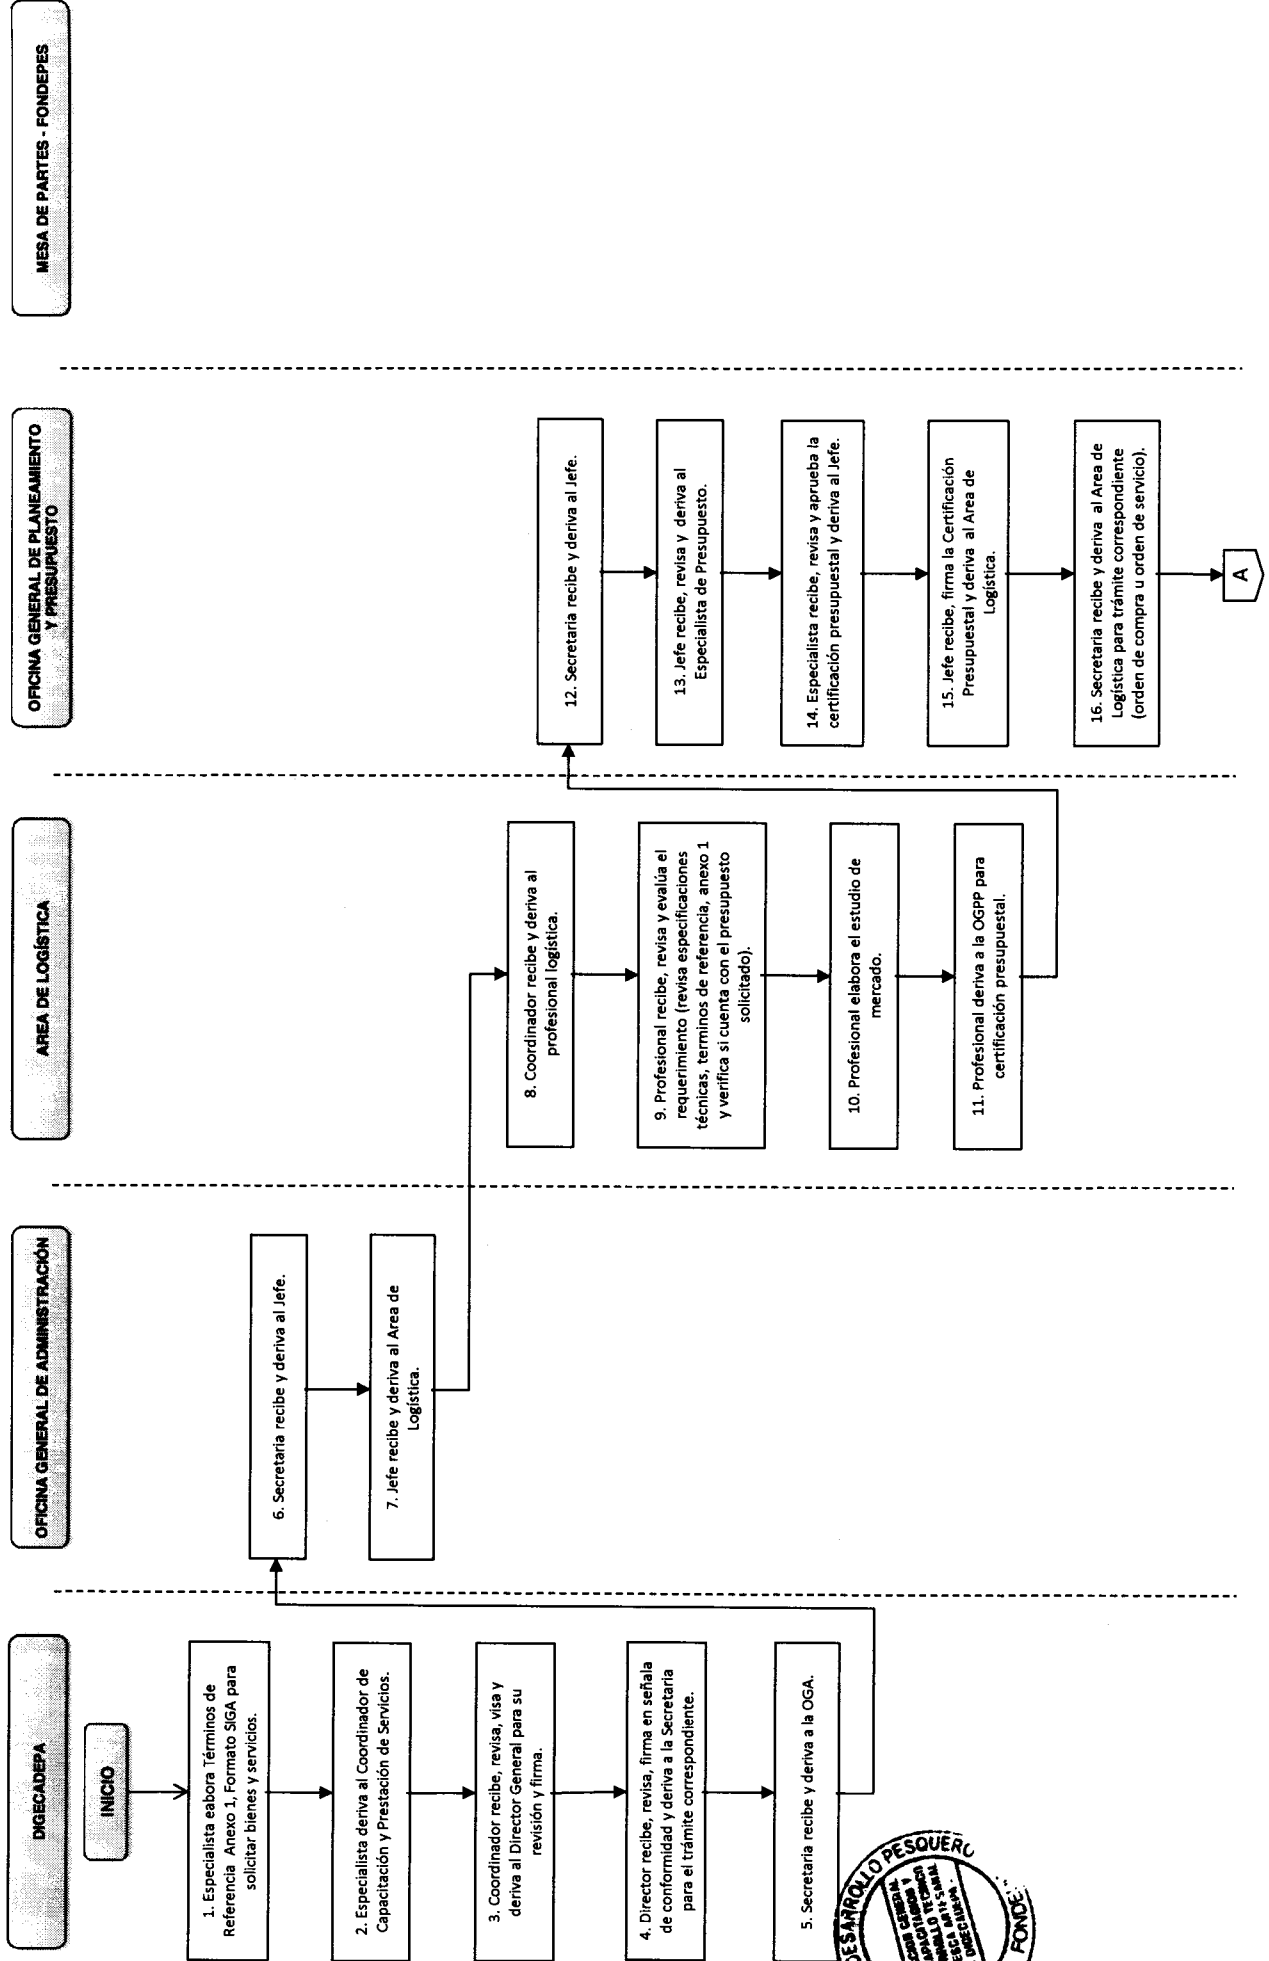 DIGECADEPA
OFICINA GENERAL DE ADMINISTRACIÓN
AREA DE LOGÍSTICA
OFICINA GENERAL DE PLANEAMIENTO
Y PRESUPUESTO
MESA DE PARTES - FONDEPES
INICIO
1. Especialista eabora Términos de
Referencia Anexo 1, Formato SIGA para
solicitar bienes y servicios.
2. Especialista deriva al Coordinador de
Capacitación y Prestación de Servicios.
3. Coordinador recibe, revisa, visa y
deriva al Director General para su
revisión y firma.
4. Director recibe, revisa, firma en señala
de conformidad y deriva a la Secretaría
para el trámite correspondiente.
5. Secretaria recibe y deriva a la OGA.
6. Secretaria recibe y deriva al Jefe.
7. Jefe recibe y deriva al Area de
Logística.
8. Coordinador recibe y deriva al
profesional logística.
9. Profesional recibe, revisa y evalúa el
requerimiento (revisa especificaciones
técnicas, terminos de referencia, anexo 1
y verifica si cuenta con el presupuesto
solicitado).
10. Profesional elabora el estudio de
mercado.
11. Profesional deriva a la OGPP para
certificación presupuestal.
12. Secretaria recibe y deriva al Jefe.
13. Jefe recibe, revisa y deriva al
Especialista de Presupuesto.
14. Especialista recibe, revisa y aprueba la
certificación presupuestal y deriva al Jefe.
15. Jefe recibe, firma la Certificación
Presupuestal y deriva al Area de
Logística.
16. Secretaria recibe y deriva al Area de
Logística para trámite correspondiente
(orden de compra u orden de servicio).
A
PESQUERO